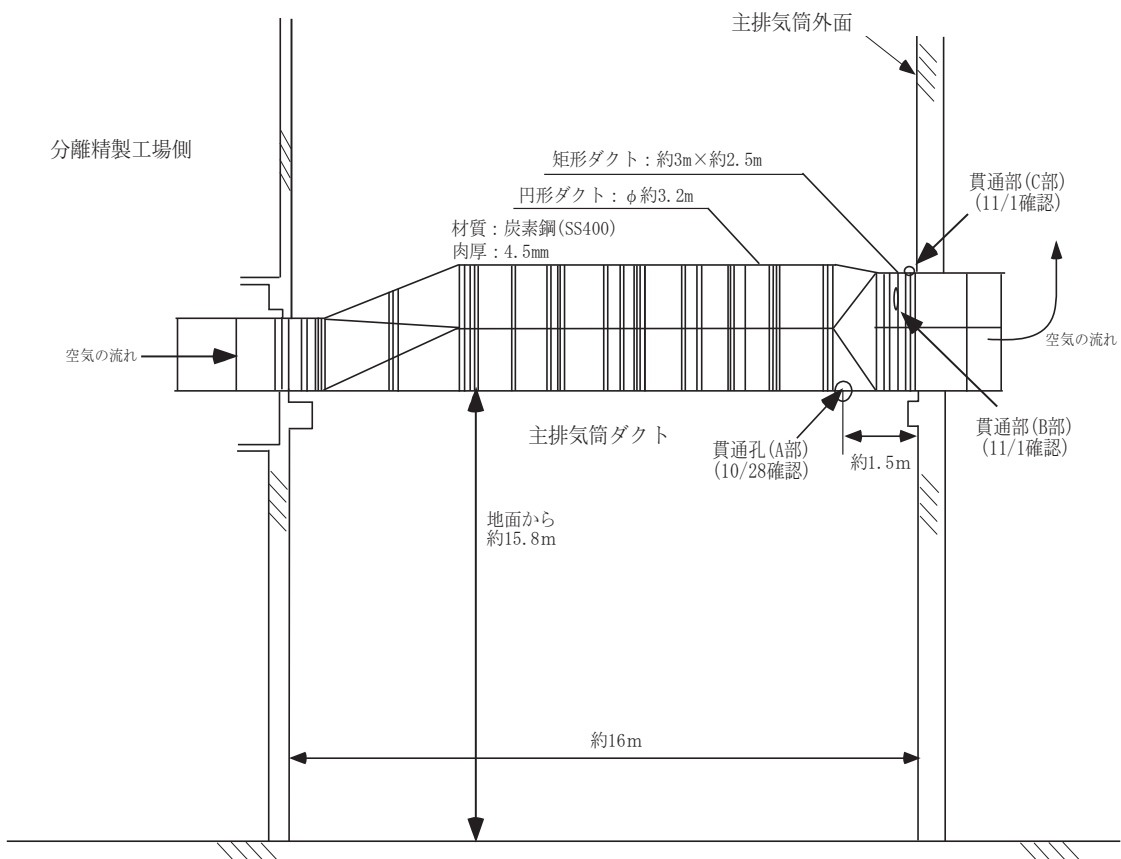 主排気筒外面
分離精製工場側
矩形ダクト：約3m×約2.5m
円形ダクト：φ約3.2m
材質：炭素鋼(SS400)
肉厚：4.5mm
貫通部(C部)
(11/1確認)
空気の流れ
空気の流れ
主排気筒ダクト
貫通孔(A部)
(10/28確認)
約1.5m
貫通部(B部)
(11/1確認)
地面から
約15.8m
約16m